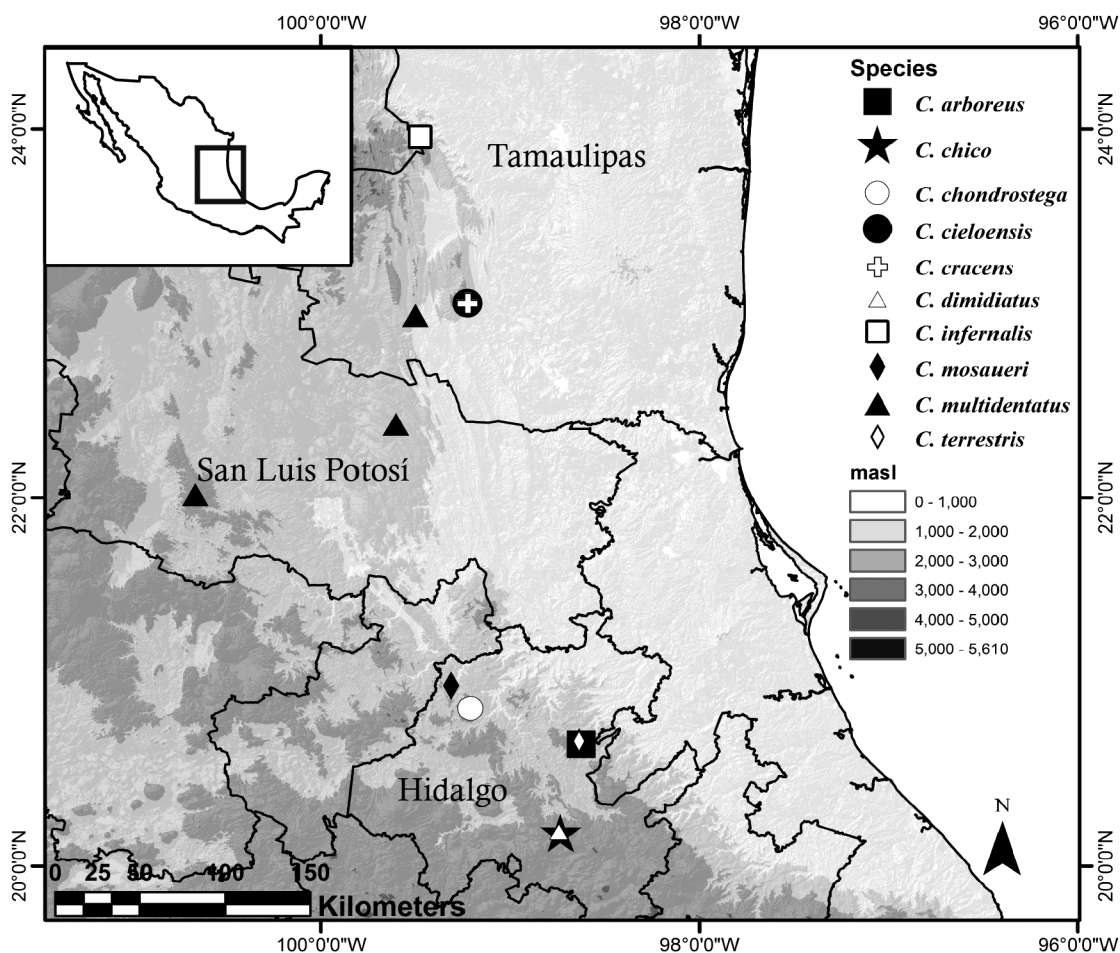 100°0'0"W 98°0'0"W 96°0'0"W
24°0'0"N
24°0'0"N
22°0'0"N
22°0'0"N
20°0'0"N
20°0'0"N
Tamaulipas
San Luis Potosí
Hidalgo
Species
C. arboreus
C. chico
C. chondrostega
C. cieloensis
C. cracens
C. dimidiatus
C. infernalis
C. mosaueri
C. multidentatus
C. terrestris
masl
0 - 1,000
1,000 - 2,000
2,000 - 3,000
3,000 - 4,000
4,000 - 5,000
5,000 - 5,610
N
0 25 50 100 150
Kilometers
100°0'0"W 98°0'0"W 96°0'0"W